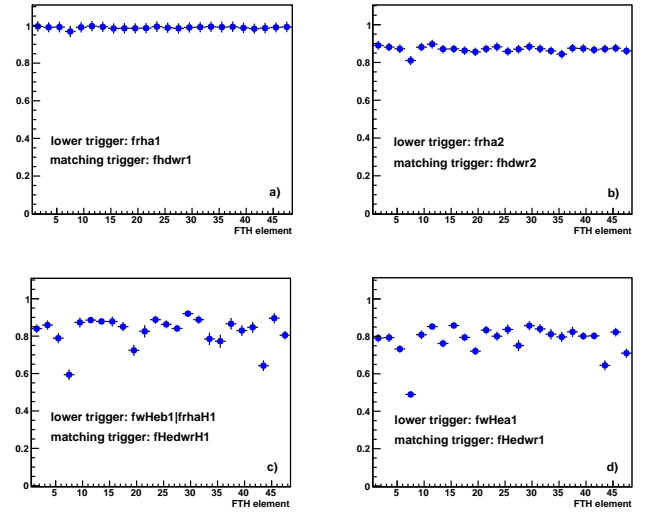 1
0.8
0.6
0.4
0.2
0
lower trigger: frha1
matching trigger: fhdwr1
a)
5 10 15 20 25 30 35 40 45
FTH element
1
0.8
0.6
0.4
0.2
0
lower trigger: frha2
matching trigger: fhdwr2
b)
5 10 15 20 25 30 35 40 45
FTH element
1
0.8
0.6
0.4
0.2
0
lower trigger: fwHeb1|frhaH1
matching trigger: fHedwrH1
c)
5 10 15 20 25 30 35 40 45
FTH element
1
0.8
0.6
0.4
0.2
0
lower trigger: fwHea1
matching trigger: fHedwr1
d)
5 10 15 20 25 30 35 40 45
FTH element